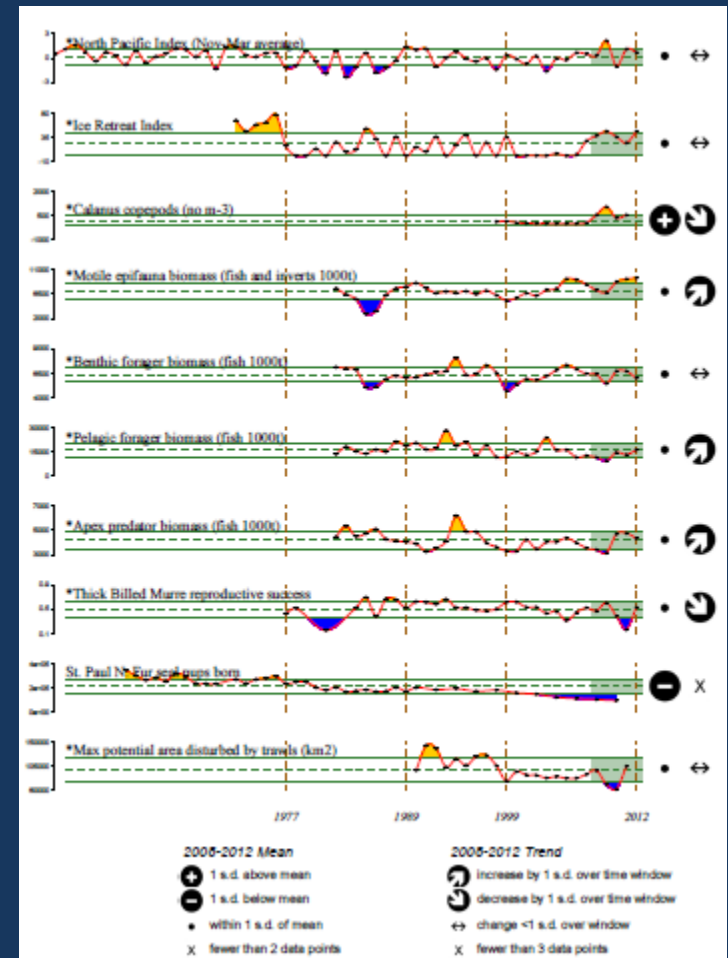 *North Pacific Index (Nov-Mar average)
*Ice Retreat Index
*Calanus copepods (no m-3)
*Motile epifauna biomass (fish and inverts 1000t)
*Benthic forager biomass (fish 1000t)
*Pelagic forager biomass (fish 1000t)
*Apex predator biomass (fish 1000t)
*Thick Billed Murre reproductive success
St. Paul N. Fur seal pups born
X
*Max potential area disturbed by trawls (km2)
1977 1989 1999 2012
2008-2012 Mean 2008-2012 Trend
1 s.d. above mean increase by 1 s.d. over time window
1 s.d. below mean decrease by 1 s.d. over time window
within 1 s.d. of mean change <1 s.d. over window
X fewer than 2 data points X fewer than 3 data points